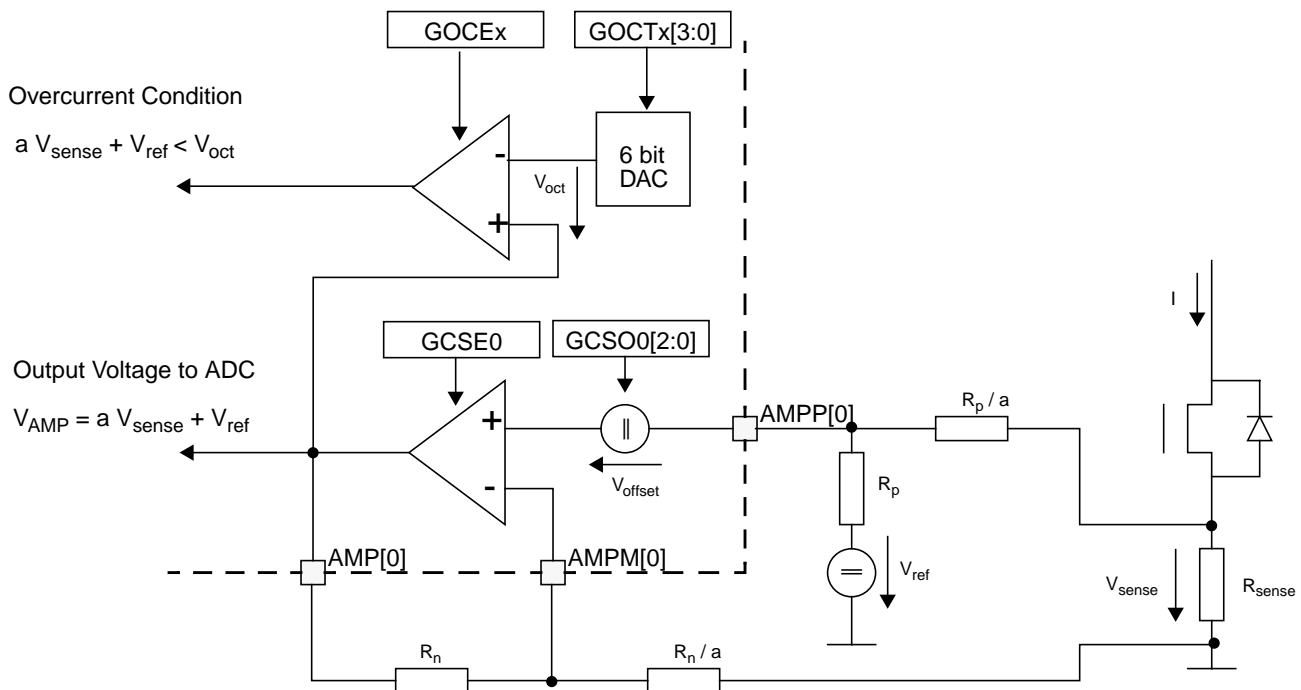 GOCEx
GOCTx[3:0]
Overcurrent Condition
a Vsense + Vref < Voct
-
6 bit
DAC
Voct
+
I
GCSE0
GCSO0[2:0]
Output Voltage to ADC
VAMP = a Vsense + Vref
+
AMPP[0]
Rp / a
-
Voffset
Rp
AMP[0]
AMPM[0]
Vref
Vsense
Rsense
Rn
Rn / a